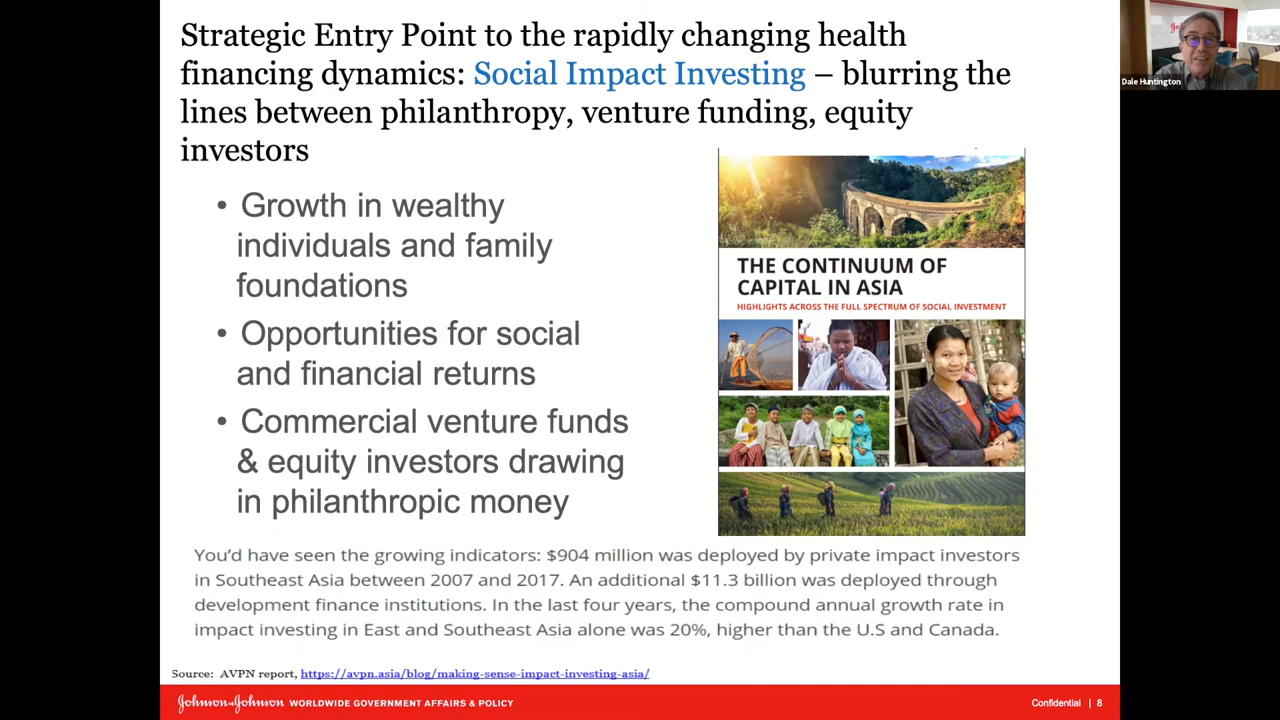 Strategic Entry Point to the rapidly changing health
financing dynamics: Social Impact Investing – blurring the
lines between philanthropy, venture funding, equity
investors
• Growth in wealthy
individuals and family
foundations
• Opportunities for social
and financial returns
• Commercial venture funds
& equity investors drawing
in philanthropic money
THE CONTINUUM OF
CAPITAL IN ASIA
HIGHLIGHTS ACROSS THE FULL SPECTRUM OF SOCIAL INVESTMENT
You'd have seen the growing indicators: $904 million was deployed by private impact investors
in Southeast Asia between 2007 and 2017. An additional $11.3 billion was deployed through
development finance institutions. In the last four years, the compound annual growth rate in
impact investing in East and Southeast Asia alone was 20%, higher than the U.S and Canada.
Source: AVPN report, https://avpn.asia/blog/making-sense-impact-investing-asia/
Johnson & Johnson WORLDWIDE GOVERNMENT AFFAIRS & POLICY
Confidential | 8
Dale Huntington